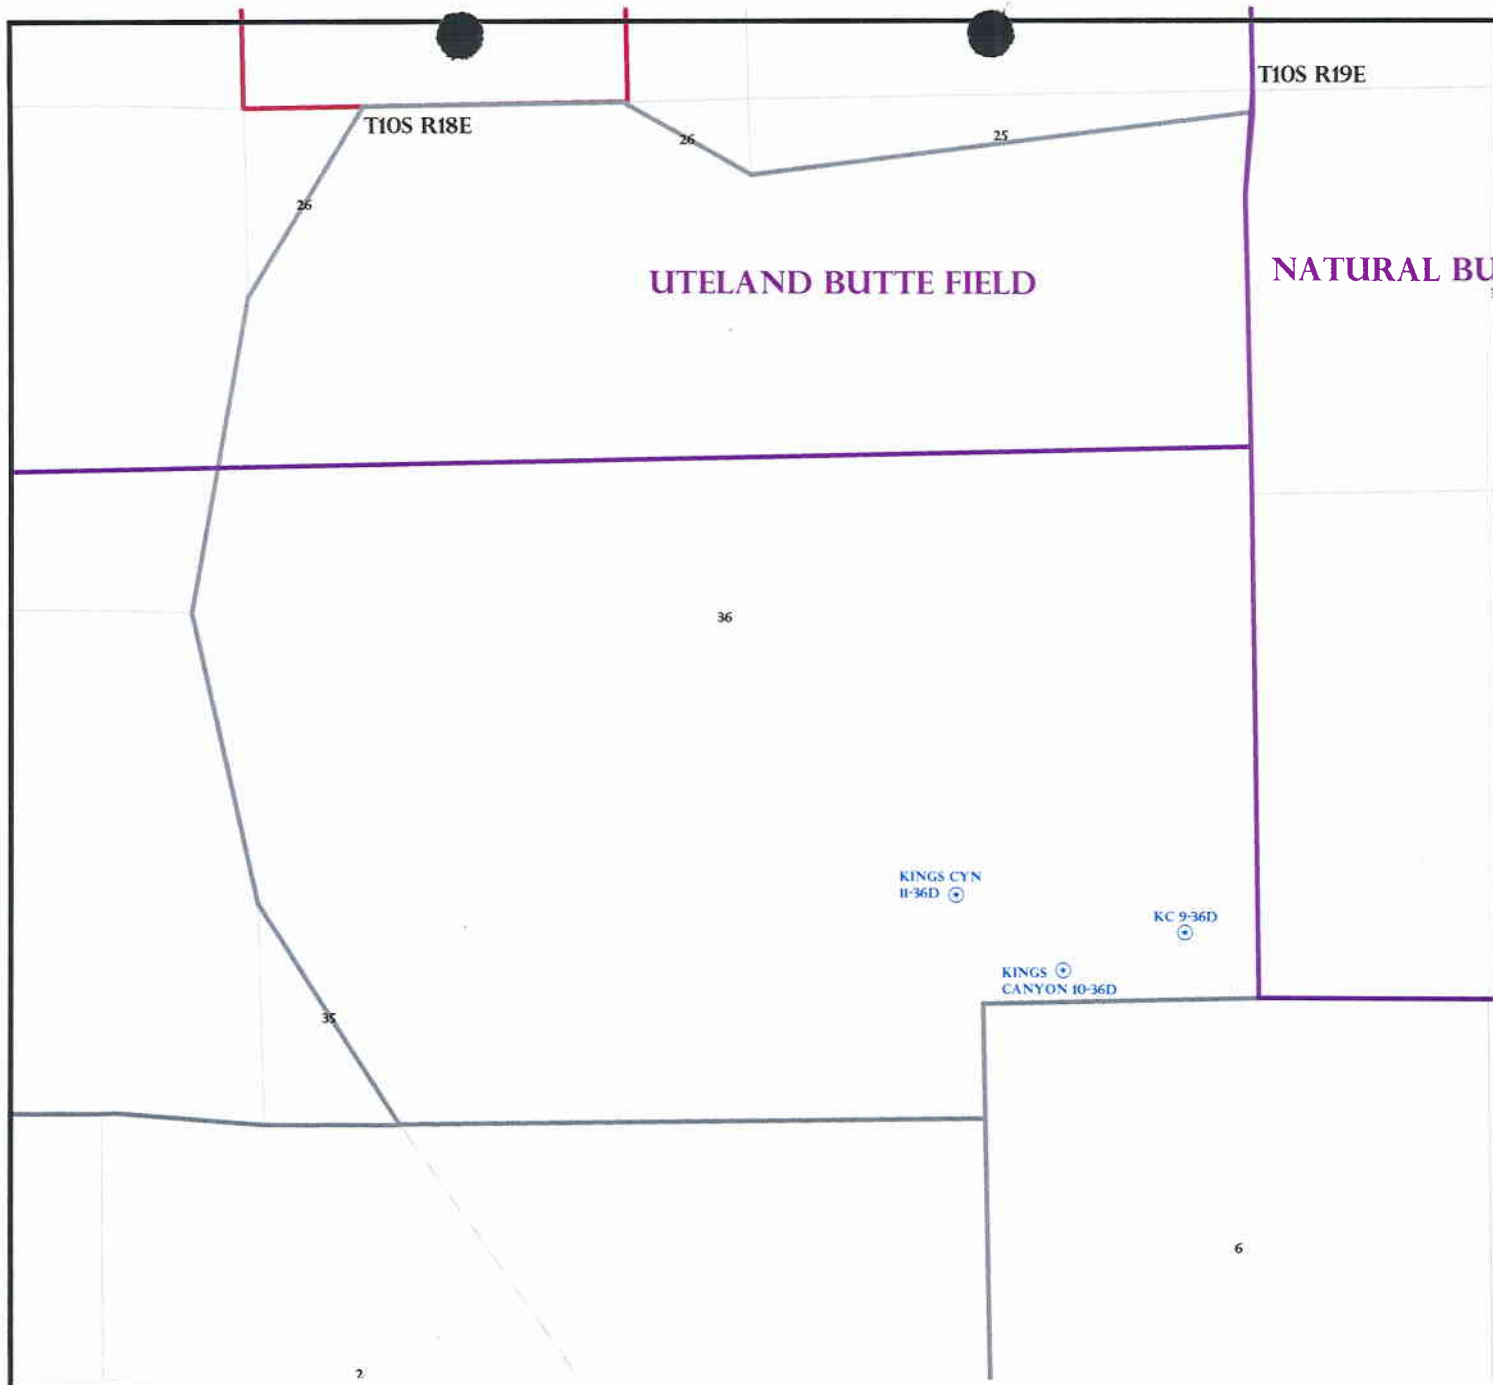 T10S R19E
T10S R18E
26
25
26
UTELAND BUTTE FIELD
NATURAL BU
36
KINGS CYN
11-36D
KC 9-36D
KINGS
CANYON 10-36D
35
6
2